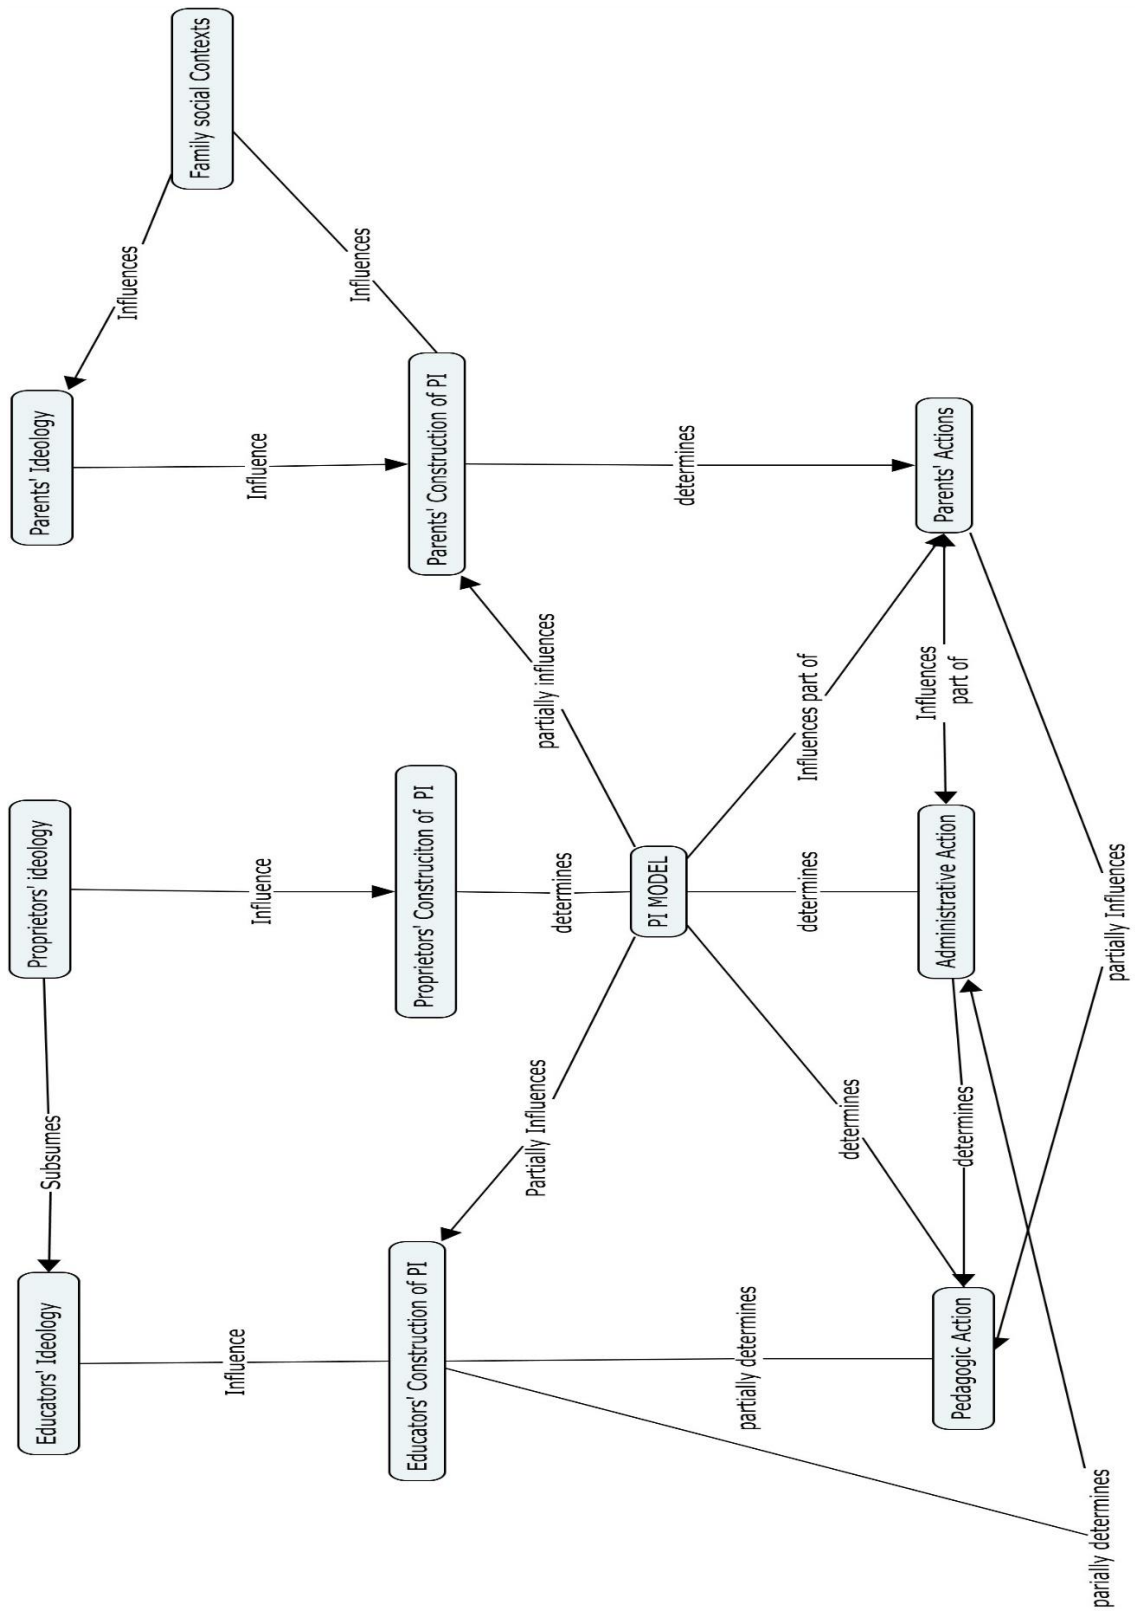 Educators' Ideology
Subsumes
Proprietors' ideology
Parents' Ideology
Influences
Family social Contexts
Influence
Influence
Influence
Influences
Educators' Construction of PI
Proprietors' Construciton of PI
Parents' Construction of PI
Partially Influences
determines
partially influences
PI MODEL
partially determines
determines
determines
Influences part of
determines
Pedagogic Action
determines
Administrative Action
Influences
part of
Parents' Actions
parially determines
partially Influences